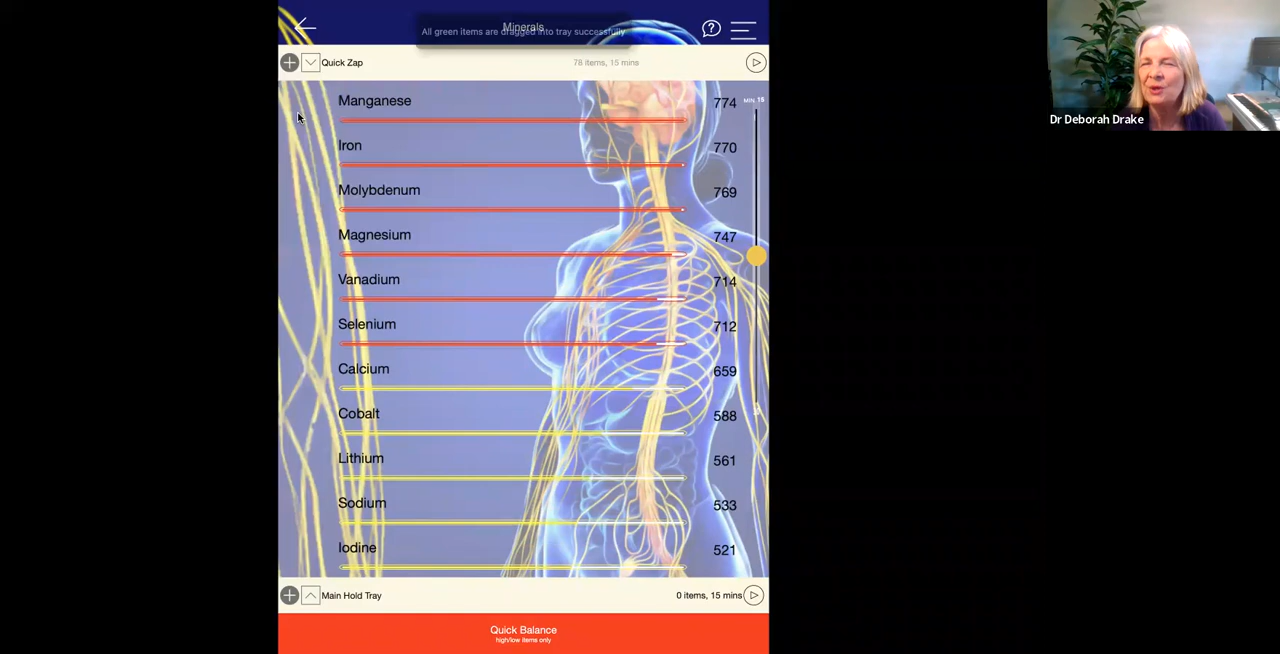 Minerals
All green items are dragged into tray successfully
Quick Zap
78 items, 15 mins
Manganese
774
MIN 15
Iron
770
Molybdenum
769
Magnesium
747
Vanadium
714
Selenium
712
Calcium
659
Cobalt
588
Lithium
561
Sodium
533
Iodine
521
Main Hold Tray
0 items, 15 mins
Quick Balance
high/low items only
Dr Deborah Drake